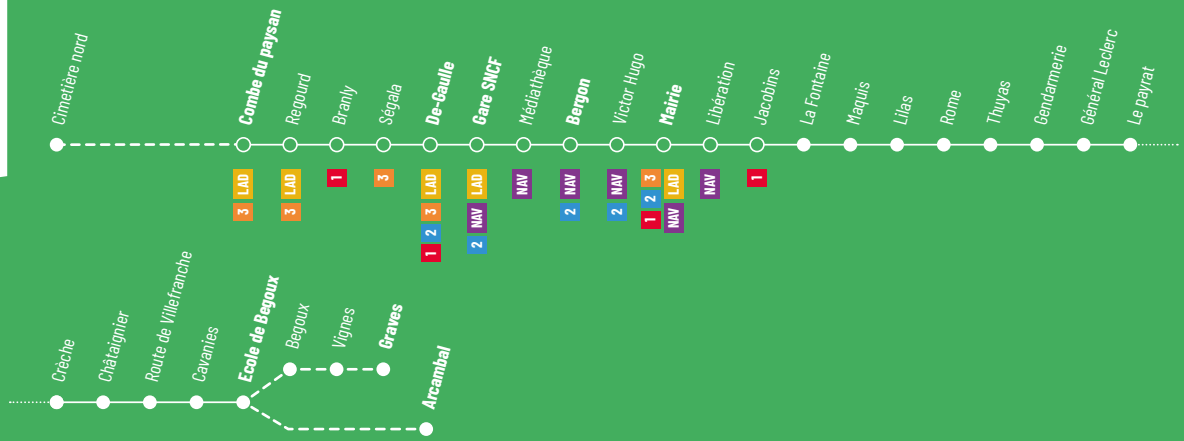 Cimetière nord
Combe du paysan
Regourd
Branly
Ségala
De-Gaulle
Gare SNCF
Médiathèque
Bergon
Victor Hugo
Mairie
Libération
Jacobins
La Fontaine
Maquis
Lilas
Rome
Thuyas
Gendarmerie
Général Leclerc
Le payrat
3 LAD
3 LAD
1
3
1 2 3 LAD
2 NAV LAD
NAV
2 NAV
2 NAV
1 2 3
NAV LAD
NAV
1
Crèche
Châtaignier
Route de Villefranche
Cavanies
Ecole de Begoux
Begoux
Vignes
Graves
Arcambal